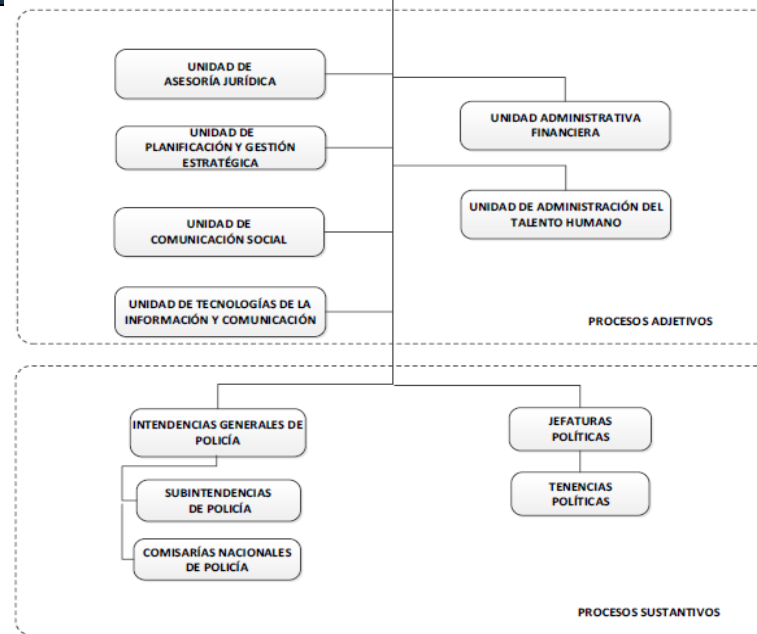 UNIDAD DE
ASESORÍA JURÍDICA
UNIDAD ADMINISTRATIVA
FINANCIERA
UNIDAD DE
PLANIFICACIÓN Y GESTIÓN
ESTRATÉGICA
UNIDAD DE ADMINISTRACIÓN DEL
TALENTO HUMANO
UNIDAD DE
COMUNICACIÓN SOCIAL
UNIDAD DE TECNOLOGÍAS DE LA
INFORMACIÓN Y COMUNICACIÓN
PROCESOS ADJETIVOS
INTENDENCIAS GENERALES DE
POLICÍA
JEFATURAS
POLÍTICAS
SUBINTENDENCIAS
DE POLICÍA
TENENCIAS
POLÍTICAS
COMISARÍAS NACIONALES
DE POLICÍA
PROCESOS SUSTANTIVOS